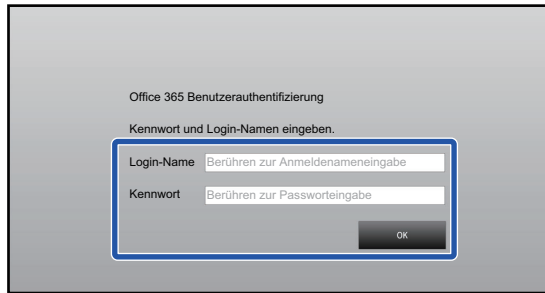 Office 365 Benutzerauthentifizierung
Kennwort und Login-Namen eingeben.
Login-Name Berühren zur Anmeldenameneingabe
Kennwort Berühren zur Passworteingabe
OK